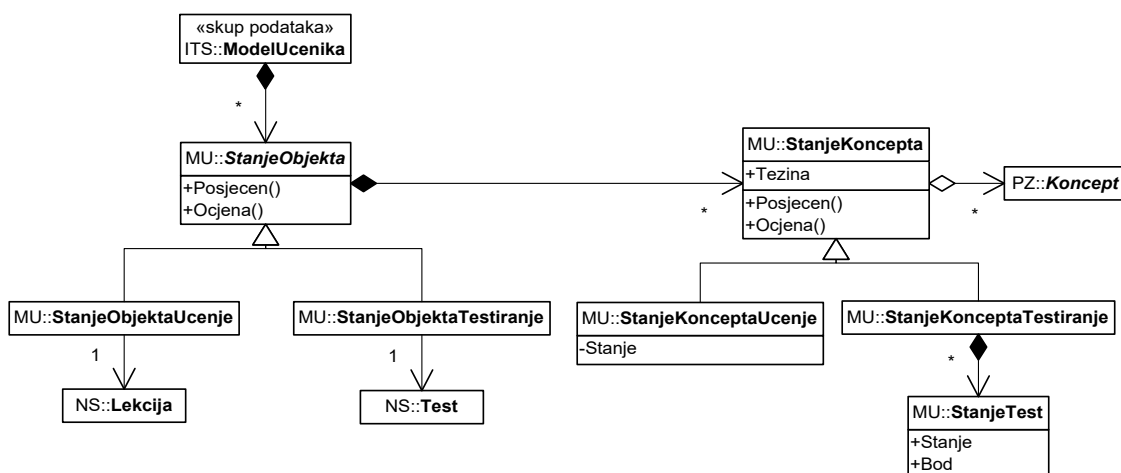 «skup podataka»
ITS::ModelUcenika
*
MU::StanjeObjekta
+Posjecen()
+Ocjena()
*
MU::StanjeKoncepta
+Tezina
+Posjecen()
+Ocjena()
*
PZ::Koncept
MU::StanjeObjektaUcenje
1
NS::Lekcija
MU::StanjeObjektaTestiranje
1
NS::Test
MU::StanjeKonceptaUcenje
-Stanje
MU::StanjeKonceptaTestiranje
*
MU::StanjeTest
+Stanje
+Bod